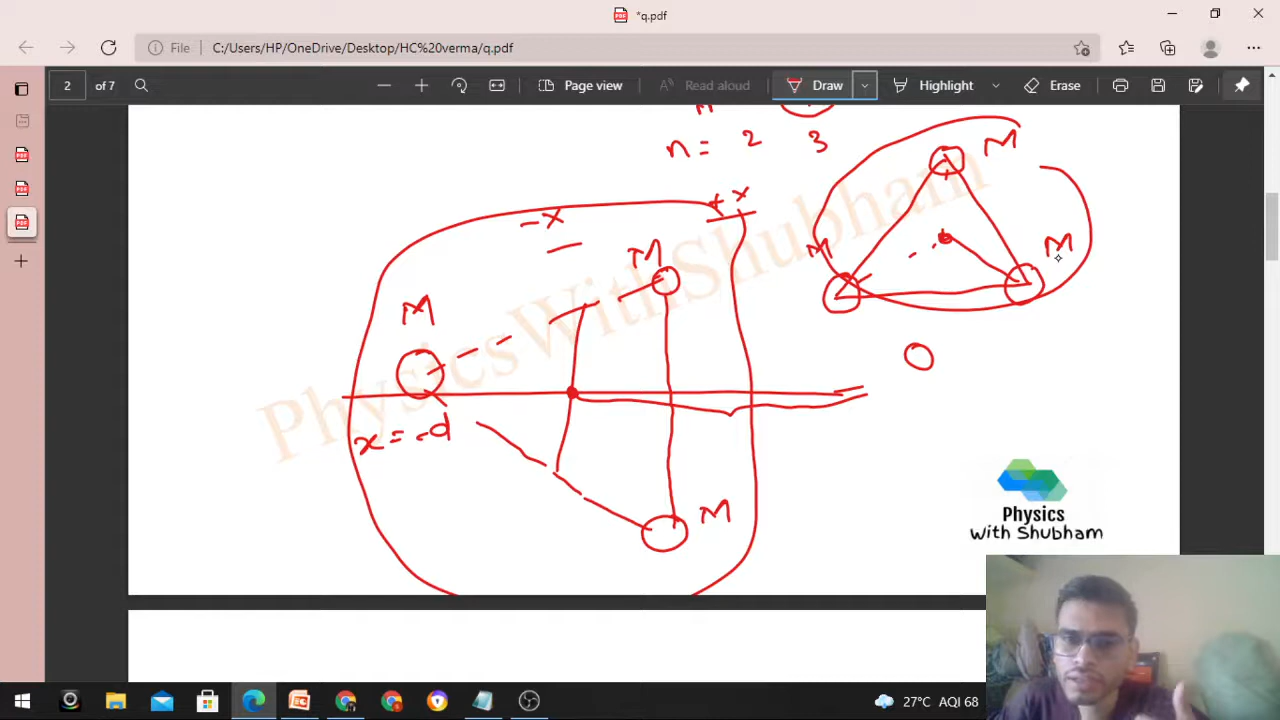 *q.pdf
File C:/Users/HP/OneDrive/Desktop/HC%20verma/q.pdf
2 of 7
Page view
Read aloud
Draw
Highlight
Erase
n = 2 3
M
+x
-x
M
M
M
M
x = -d
M
PhysicsWithShubham
Physics
With Shubham
27°C AQI 68